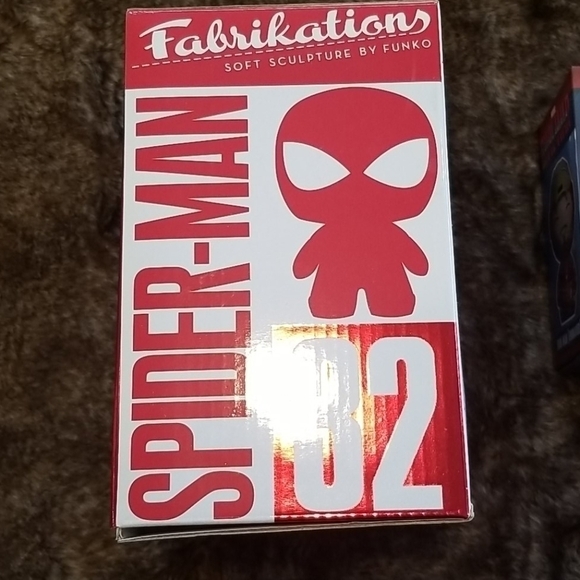 Fabrikations
SOFT SCULPTURE BY FUNKO
SPIDER-MAN
32